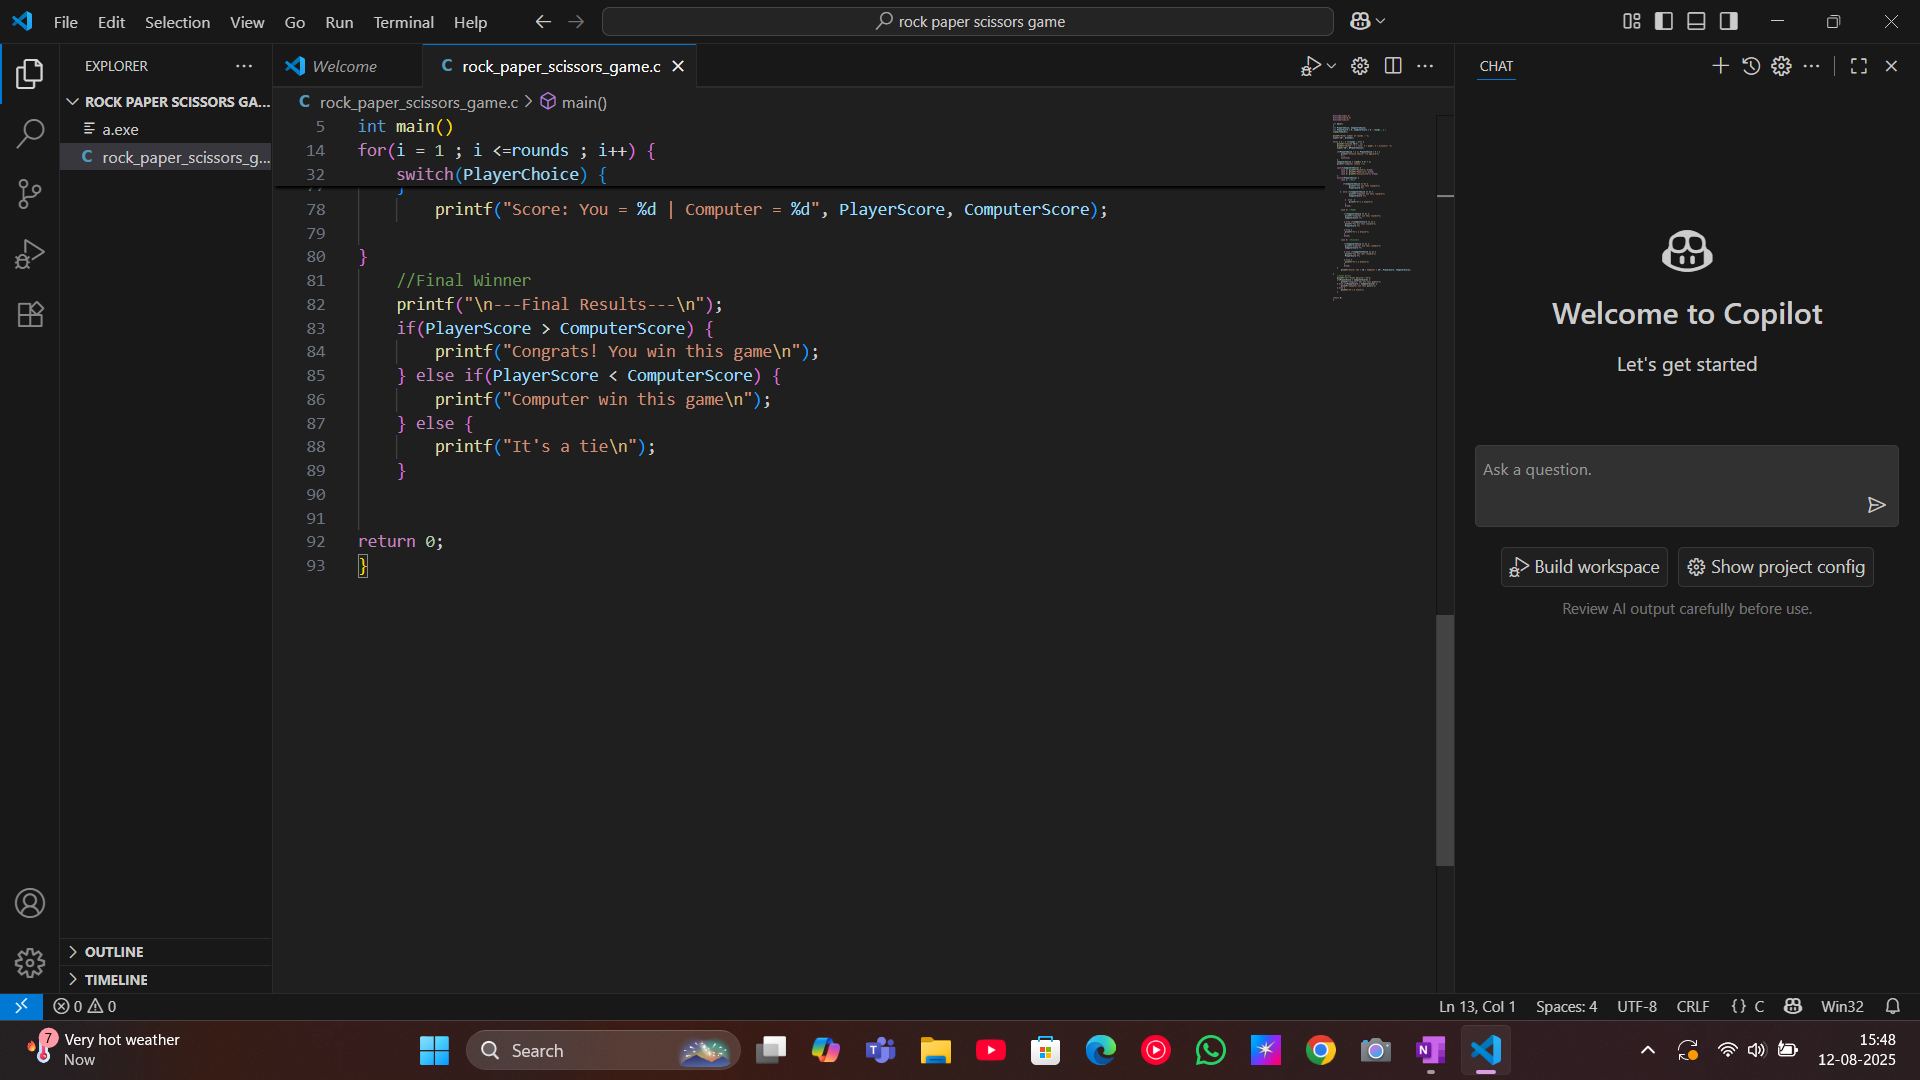 File Edit Selection View Go Run Terminal Help
rock paper scissors game
EXPLORER
ROCK PAPER SCISSORS GA...
a.exe
C rock_paper_scissors_g...
OUTLINE
TIMELINE
Welcome
C rock_paper_scissors_game.c
C rock_paper_scissors_game.c > main()
5 int main()
14 for(i = 1 ; i <=rounds ; i++) {
32 switch(PlayerChoice) {
77 }
78 printf("Score: You = %d | Computer = %d", PlayerScore, ComputerScore);
79
80 }
81 //Final Winner
82 printf("\n---Final Results---\n");
83 if(PlayerScore > ComputerScore) {
84 printf("Congrats! You win this game\n");
85 } else if(PlayerScore < ComputerScore) {
86 printf("Computer win this game\n");
87 } else {
88 printf("It's a tie\n");
89 }
90
91
92 return 0;
93 }
CHAT
Welcome to Copilot
Let's get started
Ask a question.
Build workspace Show project config
Review AI output carefully before use.
0 0 Ln 13, Col 1 Spaces: 4 UTF-8 CRLF {} C Win32
7 Very hot weather
Now
Search
15:48
12-08-2025